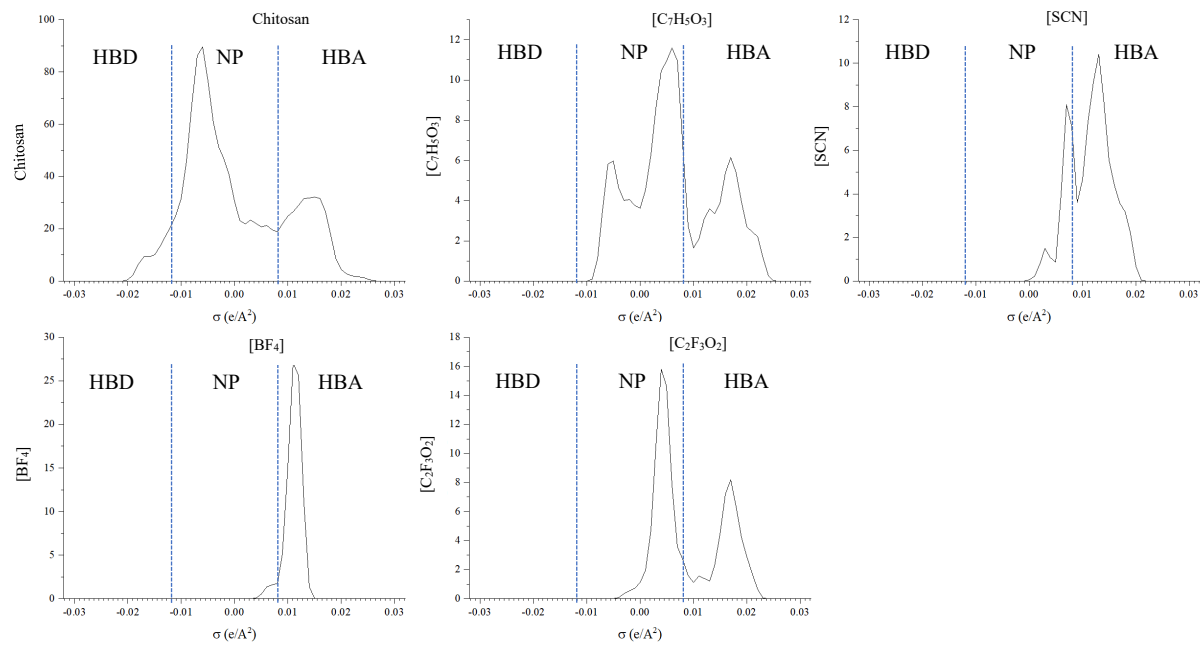 Chitosan
100
80
60
40
20
0
HBD NP HBA
Chitosan
-0.03 -0.02 -0.01 0.00 0.01 0.02 0.03
σ (e/A²)
[C₇H₅O₃]
12
10
8
6
4
2
0
HBD NP HBA
[C₇H₅O₃]
-0.03 -0.02 -0.01 0.00 0.01 0.02 0.03
σ (e/A²)
[SCN]
12
10
8
6
4
2
0
HBD NP HBA
[SCN]
-0.03 -0.02 -0.01 0.00 0.01 0.02 0.03
σ (e/A²)
[BF₄]
30
25
20
15
10
5
0
HBD NP HBA
[BF₄]
-0.03 -0.02 -0.01 0.00 0.01 0.02 0.03
σ (e/A²)
[C₂F₃O₂]
18
16
14
12
10
8
6
4
2
0
HBD NP HBA
[C₂F₃O₂]
-0.03 -0.02 -0.01 0.00 0.01 0.02 0.03
σ (e/A²)